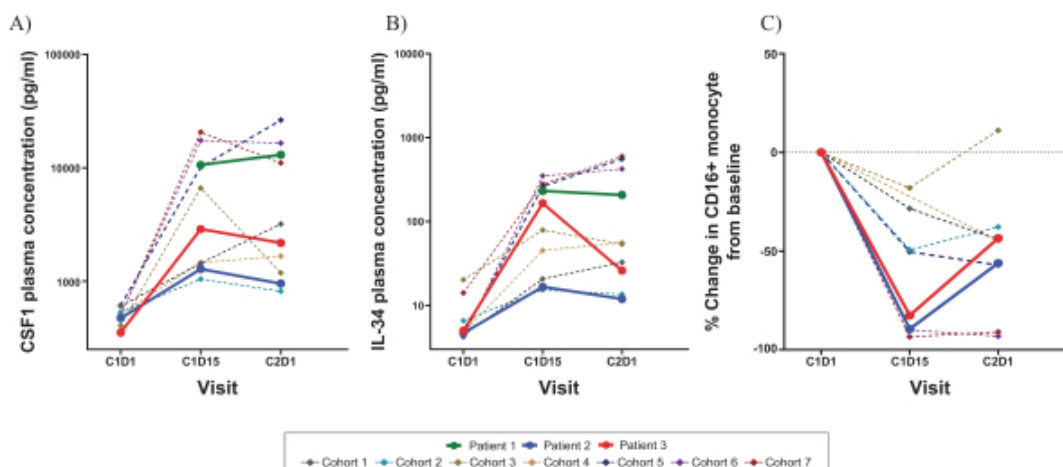 A)
CSF1 plasma concentration (pg/ml)
100000
10000
1000
C1D1 C1D15 C2D1
Visit
B)
IL-34 plasma concentration (pg/ml)
10000
1000
100
10
C1D1 C1D15 C2D1
Visit
C)
% Change in CD16+ monocyte
from baseline
50
0
-50
-100
C1D1 C1D15 C2D1
Visit
Patient 1 Patient 2 Patient 3
Cohort 1 Cohort 2 Cohort 3 Cohort 4 Cohort 5 Cohort 6 Cohort 7